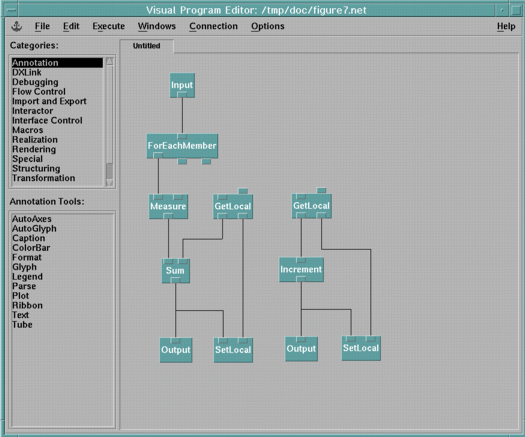 Visual Program Editor: /tmp/doc/figure7.net
File Edit Execute Windows Connection Options Help
Categories:
Annotation
DXLink
Debugging
Flow Control
Import and Export
Interactor
Interface Control
Macros
Realization
Rendering
Special
Structuring
Transformation
Annotation Tools:
AutoAxes
AutoGlyph
Caption
ColorBar
Format
Glyph
Legend
Parse
Plot
Ribbon
Text
Tube
Untitled
Input
ForEachMember
Measure GetLocal GetLocal
Sum Increment
Output SetLocal Output SetLocal